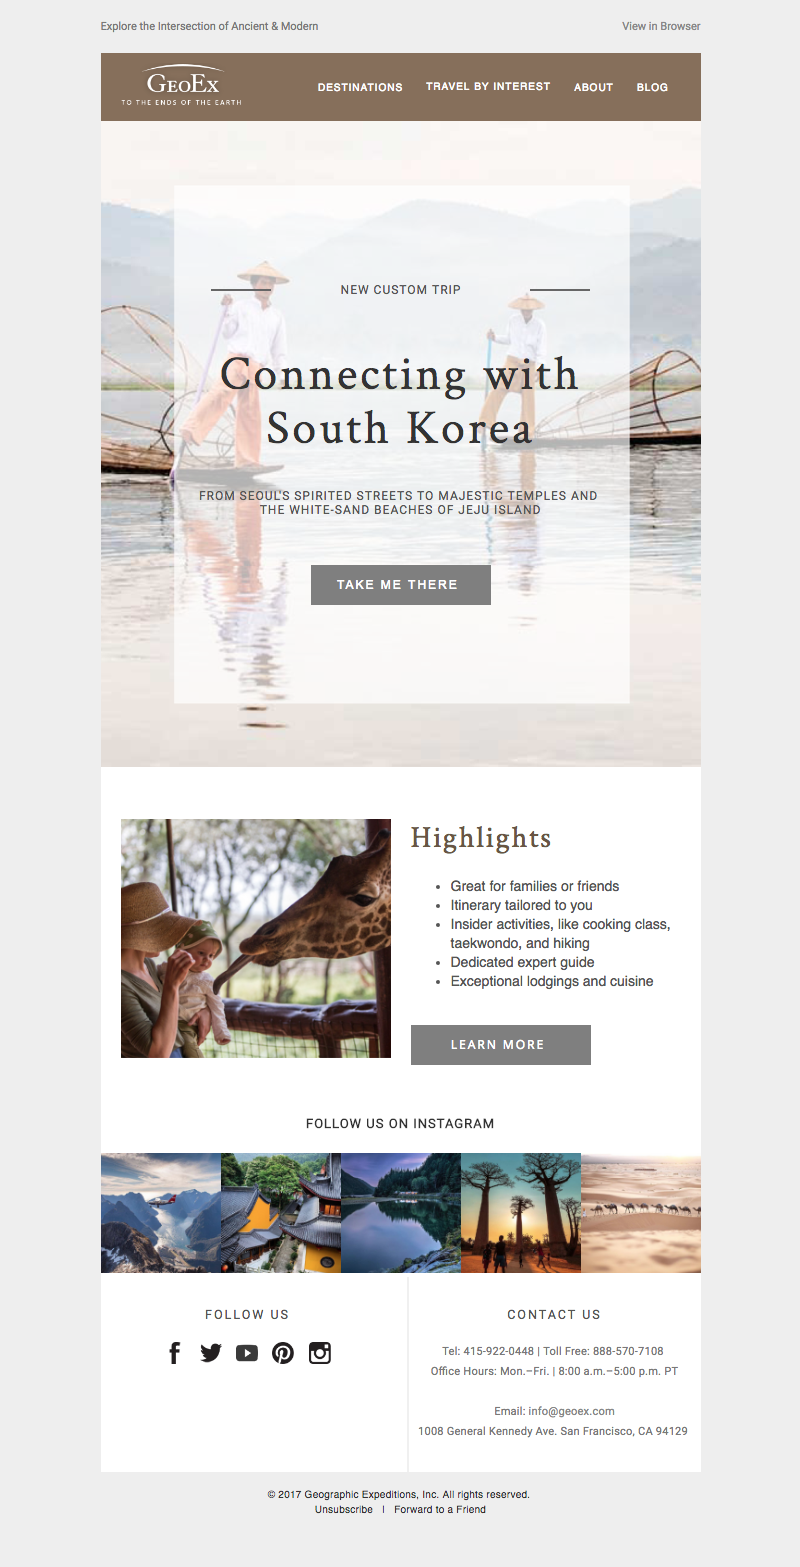 Explore the Intersection of Ancient & Modern
View in Browser
GEOEX
TO THE ENDS OF THE EARTH
DESTINATIONS
TRAVEL BY INTEREST
ABOUT
BLOG
NEW CUSTOM TRIP
Connecting with
South Korea
FROM SEOUL'S SPIRITED STREETS TO MAJESTIC TEMPLES AND
THE WHITE-SAND BEACHES OF JEJU ISLAND
TAKE ME THERE
Highlights
• Great for families or friends
• Itinerary tailored to you
• Insider activities, like cooking class,
taekwondo, and hiking
• Dedicated expert guide
• Exceptional lodgings and cuisine
LEARN MORE
FOLLOW US ON INSTAGRAM
FOLLOW US
CONTACT US
Tel: 415-922-0448 | Toll Free: 888-570-7108
Office Hours: Mon.–Fri. | 8:00 a.m.–5:00 p.m. PT
Email: info@geoex.com
1008 General Kennedy Ave. San Francisco, CA 94129
© 2017 Geographic Expeditions, Inc. All rights reserved.
Unsubscribe | Forward to a Friend